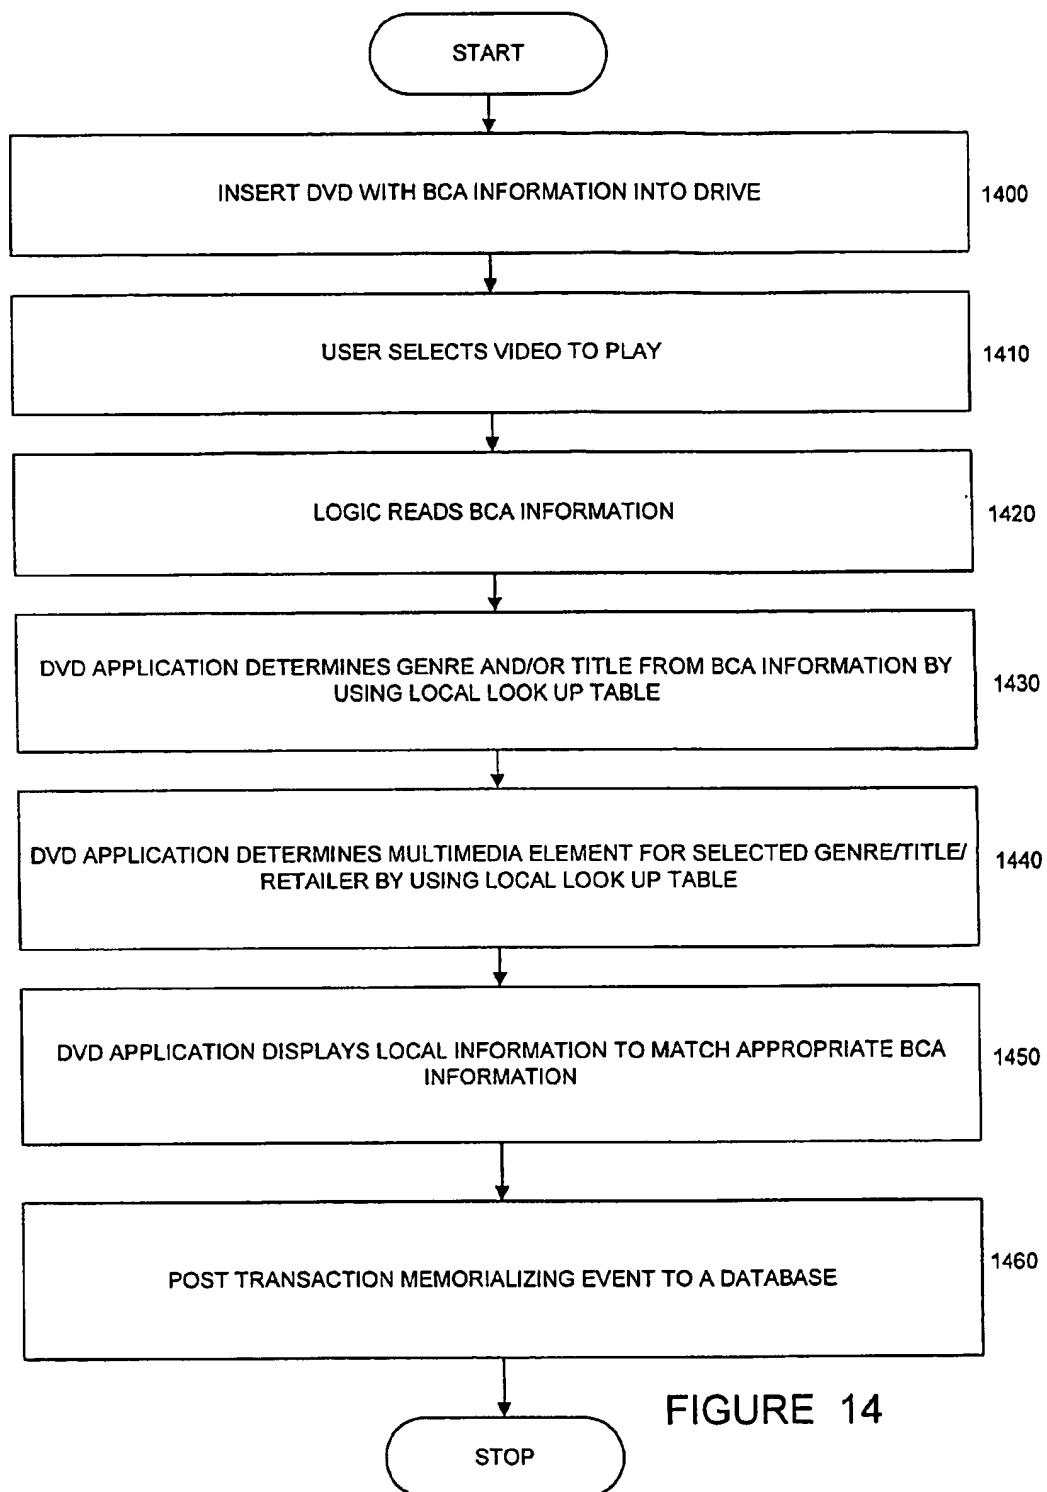 START
INSERT DVD WITH BCA INFORMATION INTO DRIVE
1400
USER SELECTS VIDEO TO PLAY
1410
LOGIC READS BCA INFORMATION
1420
DVD APPLICATION DETERMINES GENRE AND/OR TITLE FROM BCA INFORMATION BY
USING LOCAL LOOK UP TABLE
1430
DVD APPLICATION DETERMINES MULTIMEDIA ELEMENT FOR SELECTED GENRE/TITLE/
RETAILER BY USING LOCAL LOOK UP TABLE
1440
DVD APPLICATION DISPLAYS LOCAL INFORMATION TO MATCH APPROPRIATE BCA
INFORMATION
1450
POST TRANSACTION MEMORIALIZING EVENT TO A DATABASE
1460
FIGURE 14
STOP